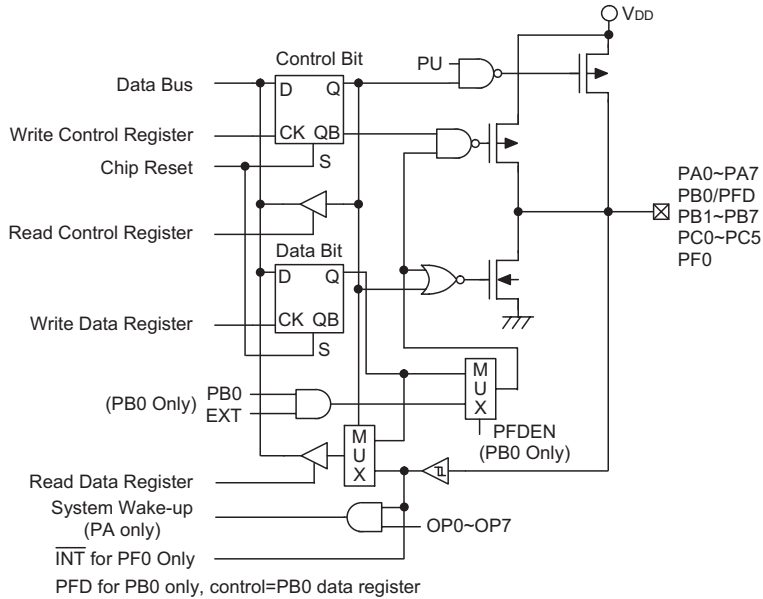 VDD
Control Bit
PU
Data Bus
D Q
Write Control Register
CK QB
Chip Reset
S
PA0~PA7
PB0/PFD
PB1~PB7
PC0~PC5
PF0
Read Control Register
Data Bit
D Q
Write Data Register
CK QB
S
M
U
X
(PB0 Only)
PB0
EXT
PFDEN
(PB0 Only)
M
U
X
Read Data Register
System Wake-up
(PA only)
OP0~OP7
INT for PF0 Only
PFD for PB0 only, control=PB0 data register